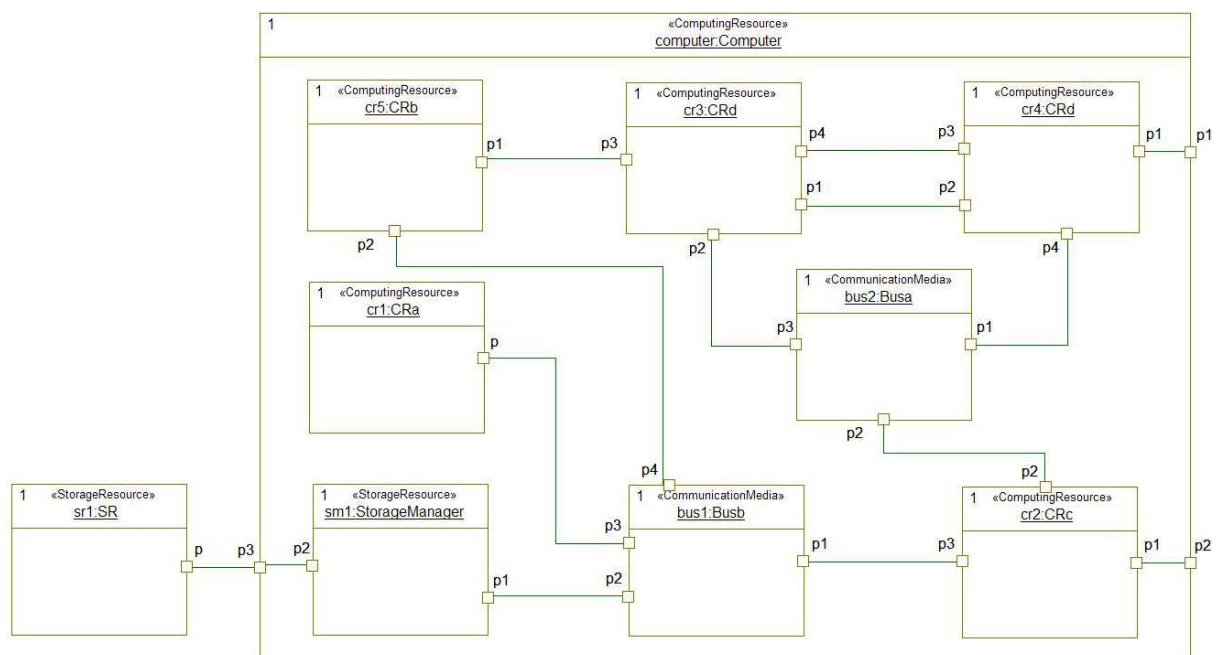 1 «ComputingResource»
computer:Computer
1 «ComputingResource»
cr5:CRb
p1
p2
1 «ComputingResource»
cr3:CRd
p3
p4
p1
p2
1 «ComputingResource»
cr4:CRd
p3
p2
p1
p4
p1
1 «ComputingResource»
cr1:CRa
p
1 «CommunicationMedia»
bus2:Busa
p3
p1
p2
1 «StorageResource»
sr1:SR
p
p3
1 «StorageResource»
sm1:StorageManager
p2
p1
1 «CommunicationMedia»
bus1:Busb
p4
p3
p2
p1
1 «ComputingResource»
cr2:CRc
p2
p3
p1
p2